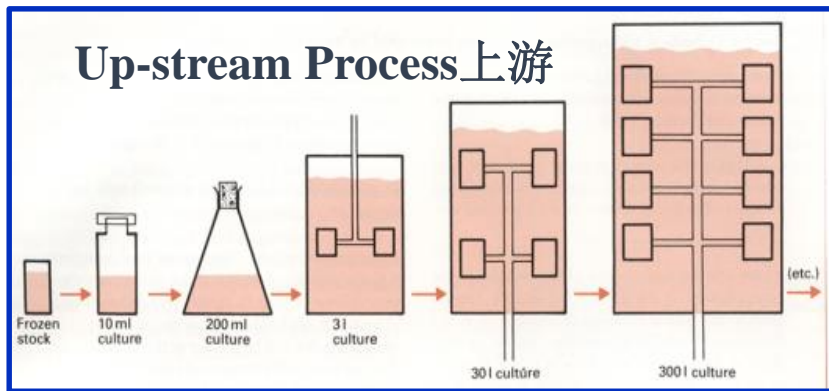 Up-stream Process上游
Frozen
stock
10 ml
culture
200 ml
culture
3 l
culture
30 l cultúre
300 l culture
(etc.)